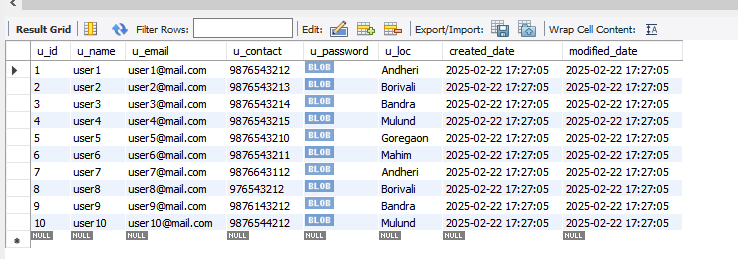 Result Grid Filter Rows: Edit: Export/Import: Wrap Cell Content:
u_id u_name u_email u_contact u_password u_loc created_date modified_date
1 user1 user1@mail.com 9876543212 BLOB Andheri 2025-02-22 17:27:05 2025-02-22 17:27:05
2 user2 user2@mail.com 9876543213 BLOB Borivali 2025-02-22 17:27:05 2025-02-22 17:27:05
3 user3 user3@mail.com 9876543214 BLOB Bandra 2025-02-22 17:27:05 2025-02-22 17:27:05
4 user4 user4@mail.com 9876543215 BLOB Mulund 2025-02-22 17:27:05 2025-02-22 17:27:05
5 user5 user5@mail.com 9865543210 BLOB Goregaon 2025-02-22 17:27:05 2025-02-22 17:27:05
6 user6 user6@mail.com 9866543211 BLOB Mahim 2025-02-22 17:27:05 2025-02-22 17:27:05
7 user7 user7@mail.com 9876643112 BLOB Andheri 2025-02-22 17:27:05 2025-02-22 17:27:05
8 user8 user8@mail.com 976543212 BLOB Borivali 2025-02-22 17:27:05 2025-02-22 17:27:05
9 user9 user9@mail.com 9876143212 BLOB Bandra 2025-02-22 17:27:05 2025-02-22 17:27:05
10 user10 user10@mail.com 9876544212 BLOB Mulund 2025-02-22 17:27:05 2025-02-22 17:27:05
NULL NULL NULL NULL NULL NULL NULL NULL